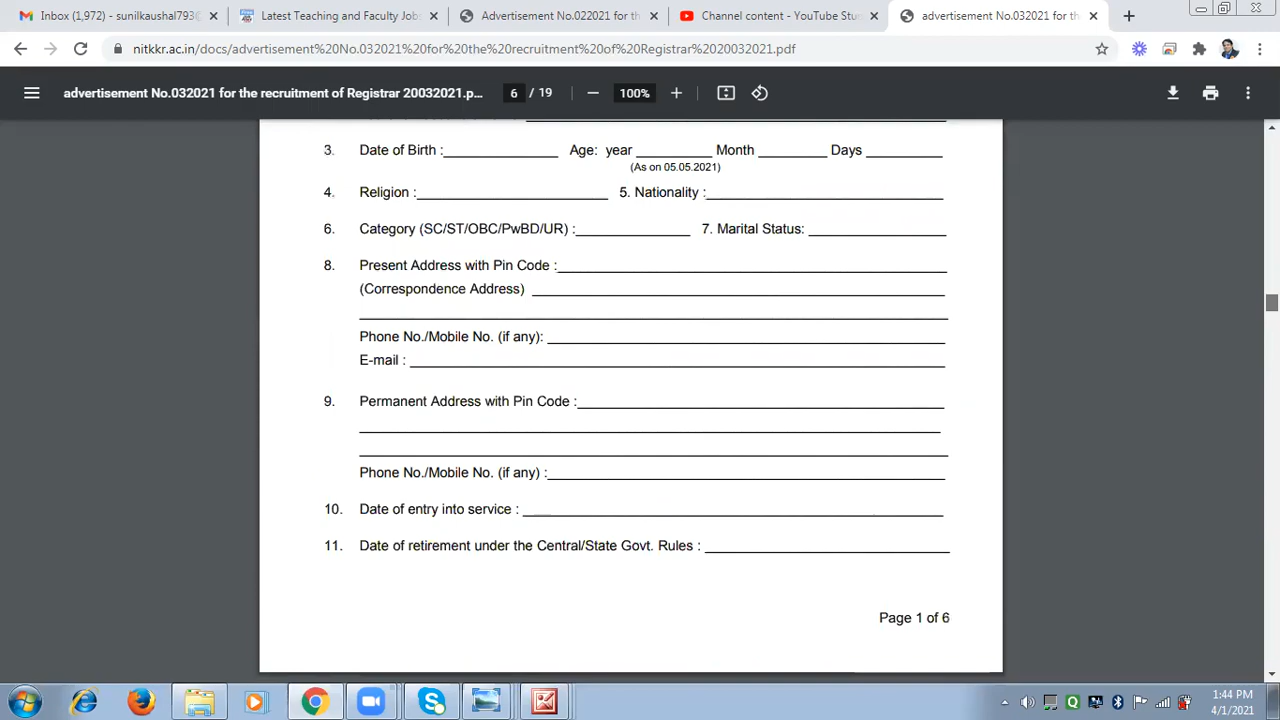 Inbox (1,972) - sunilkaushal793@
Latest Teaching and Faculty Jobs
Advertisement No.022021 for th
Channel content - YouTube Stu
advertisement No.032021 for th
nitkkr.ac.in/docs/advertisement%20No.032021%20for%20the%20recruitment%20of%20Registrar%2020032021.pdf
advertisement No.032021 for the recruitment of Registrar 20032021.p...
6 / 19
100%
3. Date of Birth : Age: year Month Days
(As on 05.05.2021)
4. Religion : 5. Nationality :
6. Category (SC/ST/OBC/PwBD/UR) : 7. Marital Status:
8. Present Address with Pin Code :
(Correspondence Address)
Phone No./Mobile No. (if any):
E-mail :
9. Permanent Address with Pin Code :
Phone No./Mobile No. (if any) :
10. Date of entry into service :
11. Date of retirement under the Central/State Govt. Rules :
Page 1 of 6
1:44 PM
4/1/2021